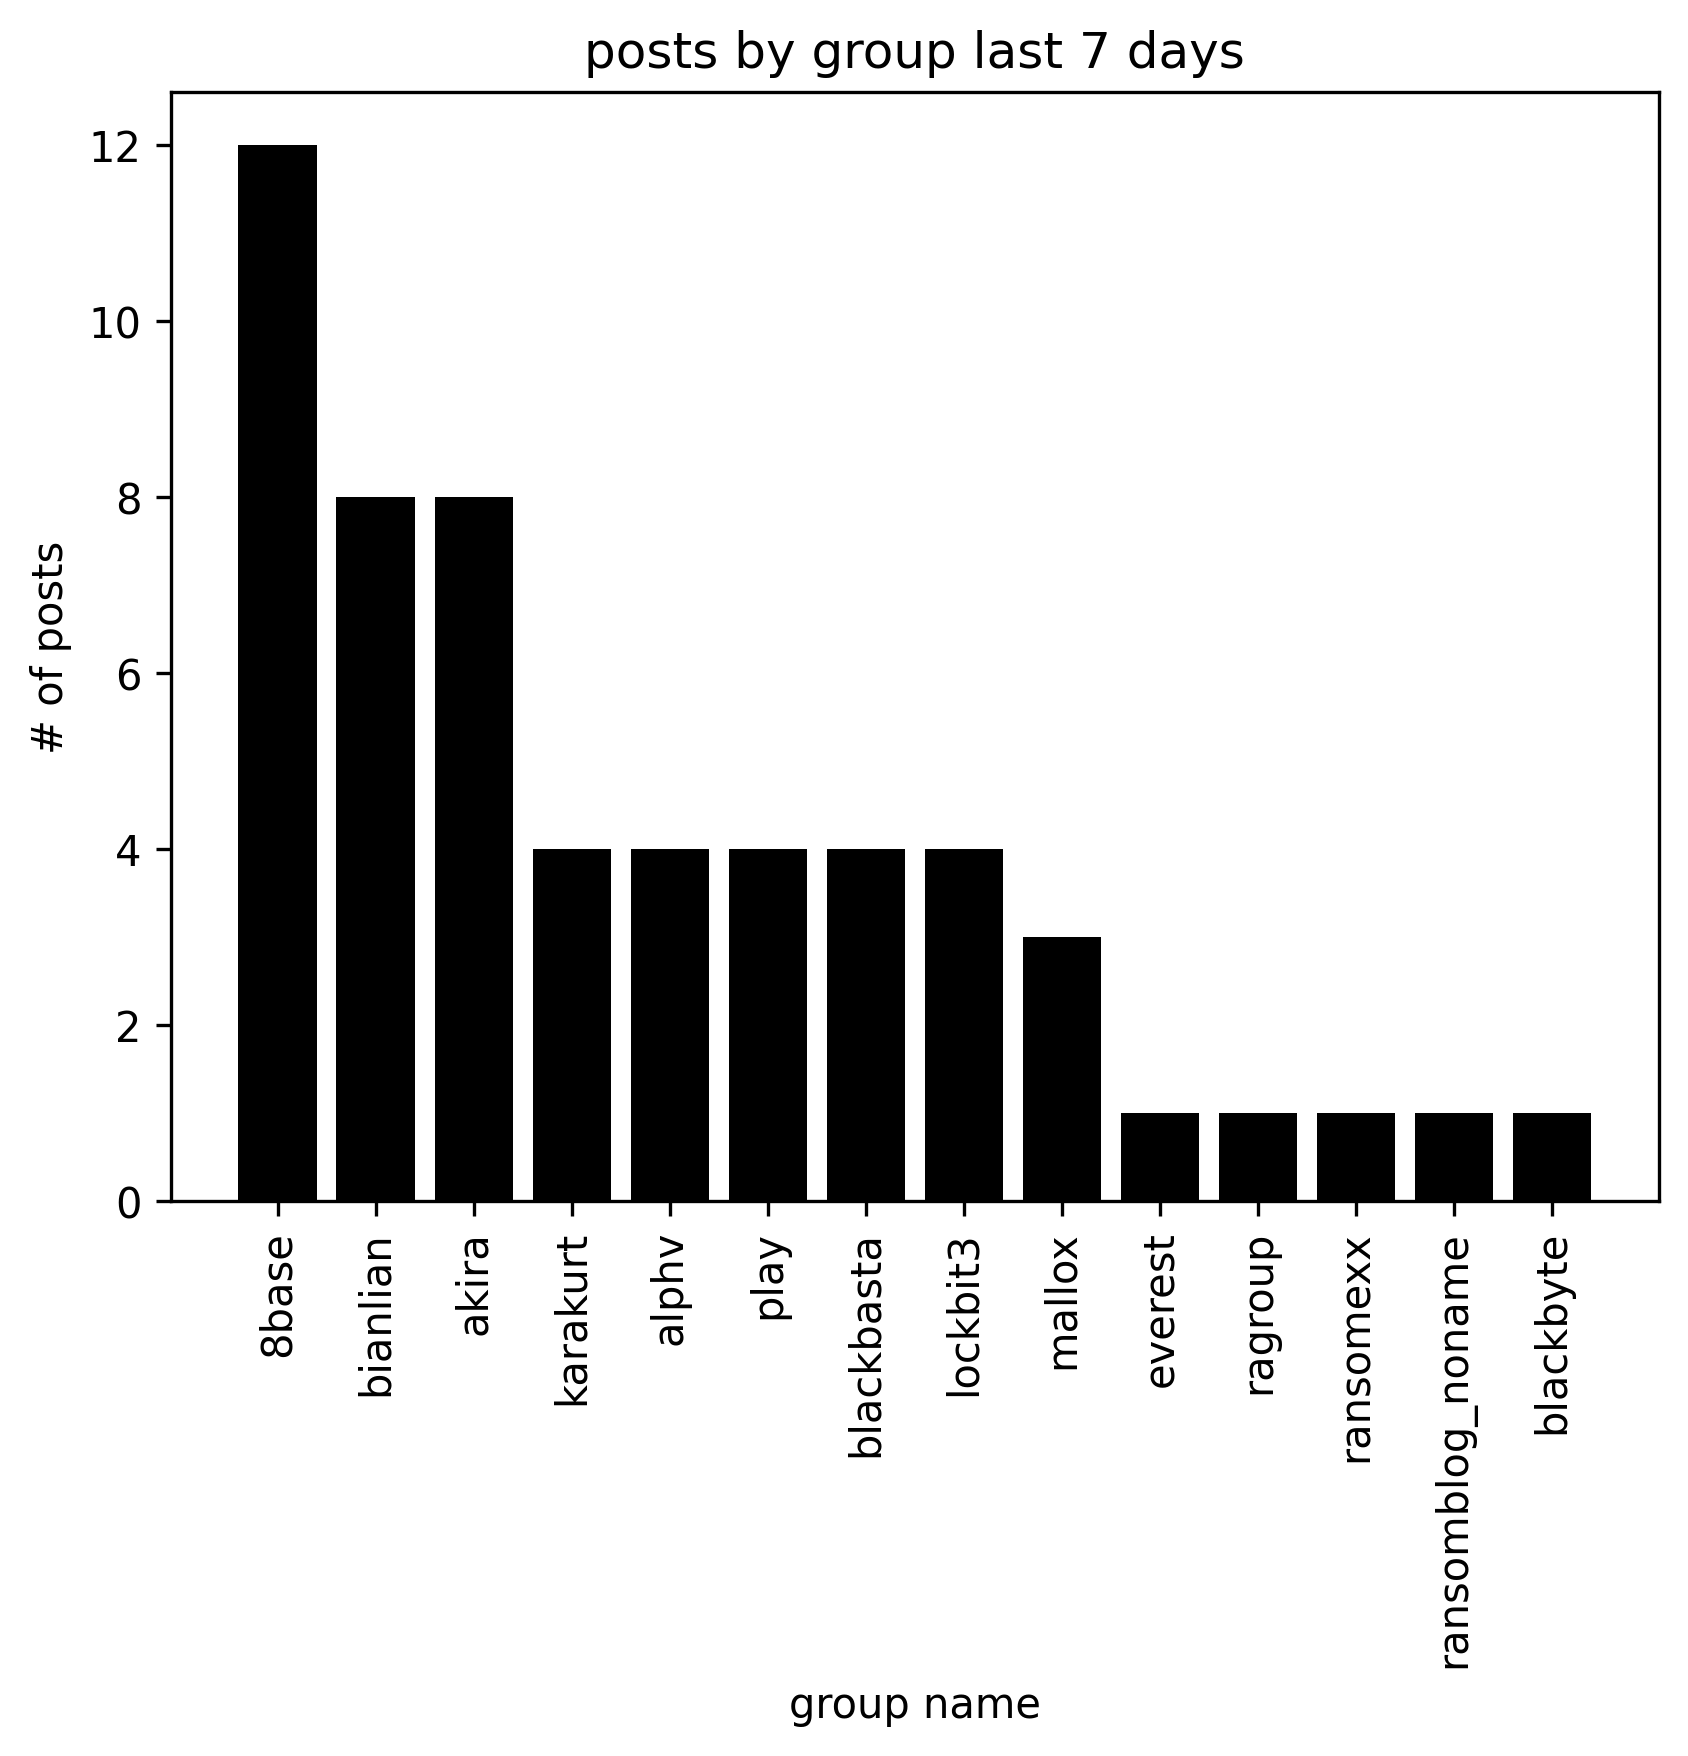 posts by group last 7 days
12
10
8
6
4
2
0
# of posts
8base
bianlian
akira
karakurt
alphv
play
blackbasta
lockbit3
mallox
everest
ragroup
ransomexx
ransomblog_noname
blackbyte
group name